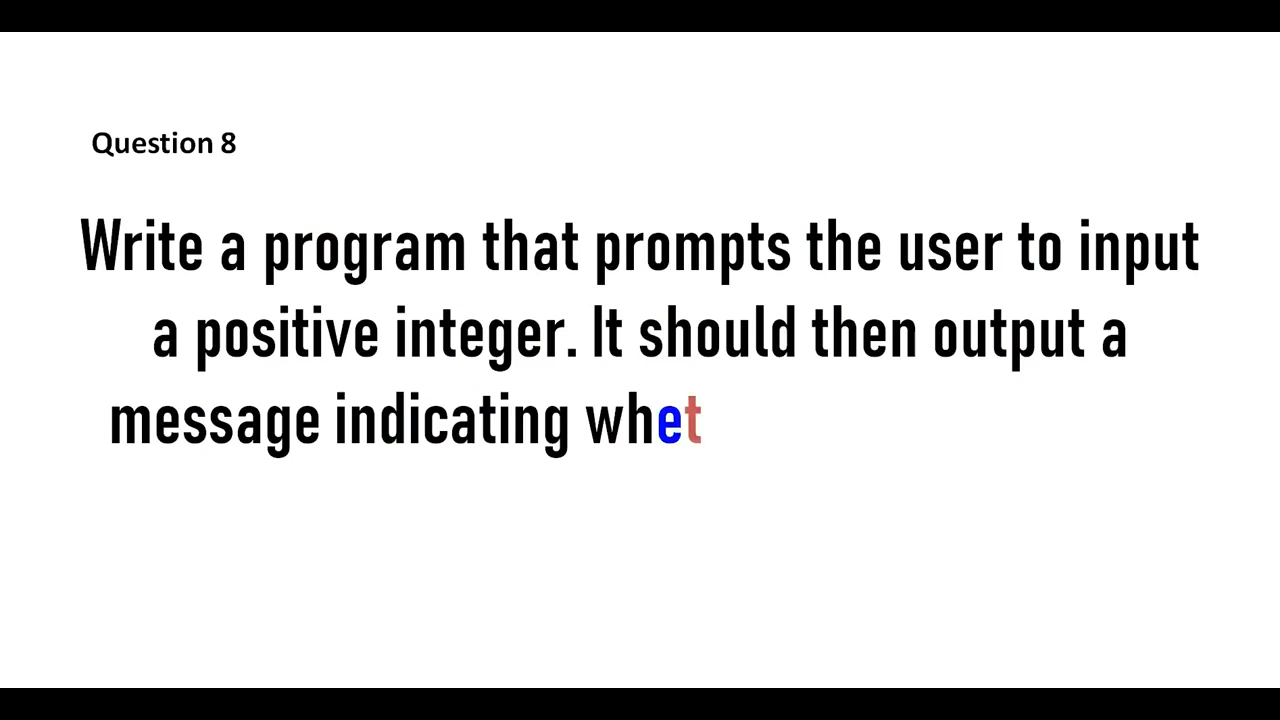 Question 8
Write a program that prompts the user to input
a positive integer. It should then output a
message indicating whet